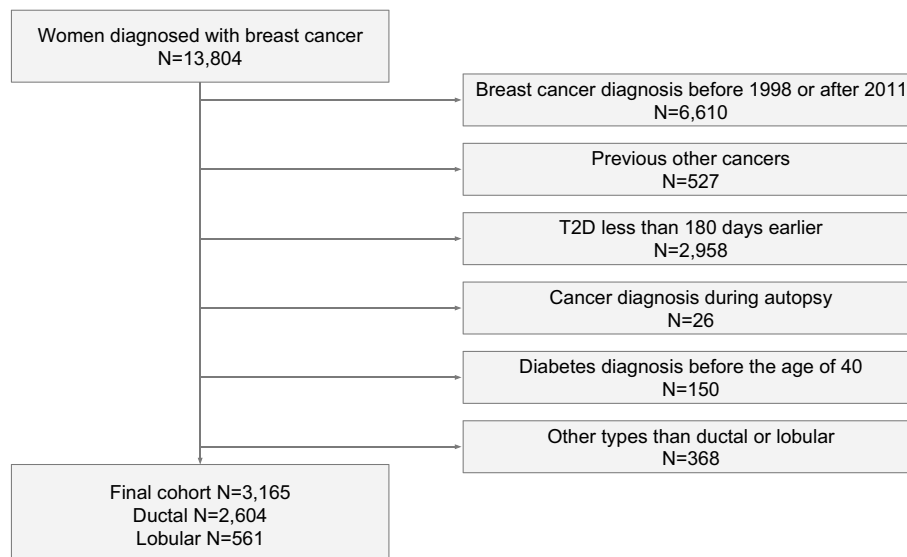 Women diagnosed with breast cancer
N=13,804
Breast cancer diagnosis before 1998 or after 2011
N=6,610
Previous other cancers
N=527
T2D less than 180 days earlier
N=2,958
Cancer diagnosis during autopsy
N=26
Diabetes diagnosis before the age of 40
N=150
Other types than ductal or lobular
N=368
Final cohort N=3,165
Ductal N=2,604
Lobular N=561